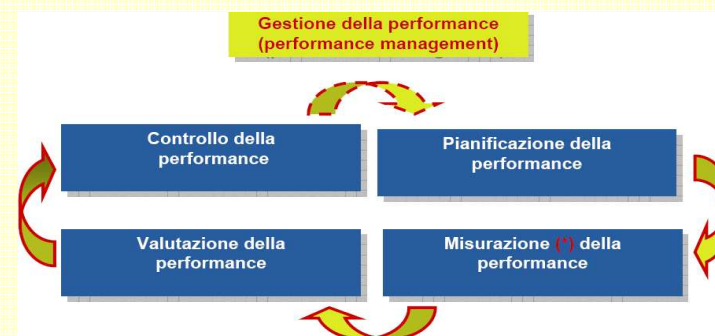 Gestione della performance
(performance management)
Controllo della
performance
Pianificazione della
performance
Valutazione della
performance
Misurazione (*) della
performance